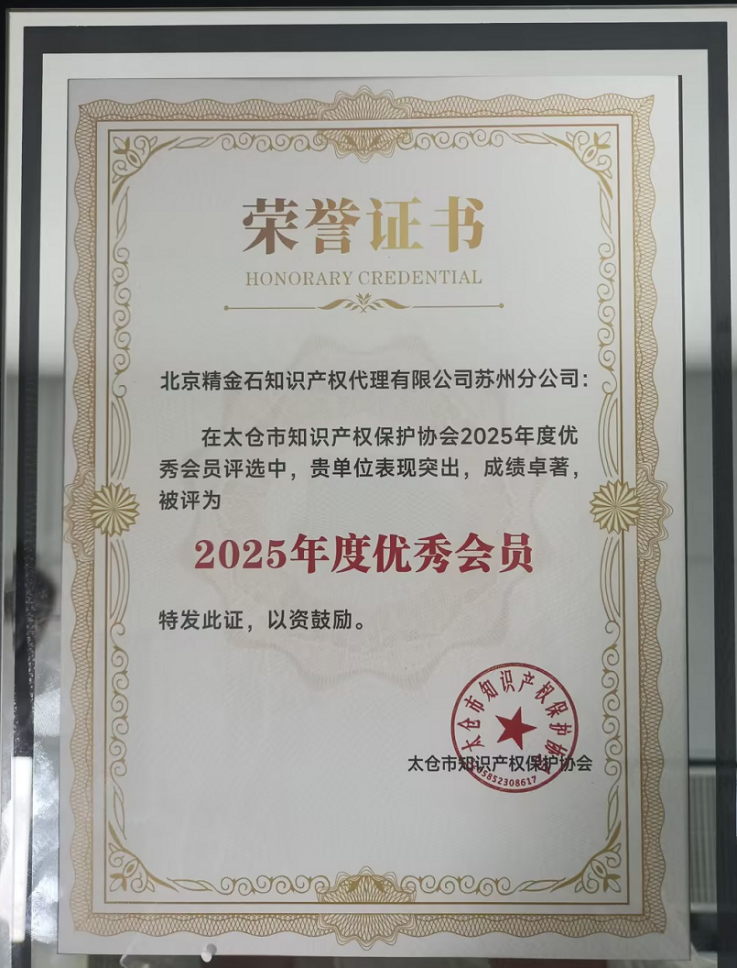 荣誉证书
HONORARY CREDENTIAL
北京精金石知识产权代理有限公司苏州分公司：
在太仓市知识产权保护协会2025年度优
秀会员评选中，贵单位表现突出，成绩卓著，
被评为
2025年度优秀会员
特发此证，以资鼓励。
太仓市知识产权保护协会
太仓市知识产权保护协会
05852308617